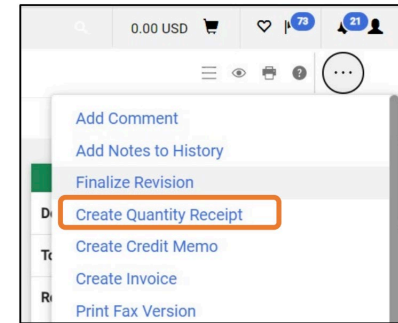 0.00 USD 73 21
?
...
Add Comment
Add Notes to History
Finalize Revision
D
Create Quantity Receipt
To
Create Credit Memo
Create Invoice
R
Print Fax Version